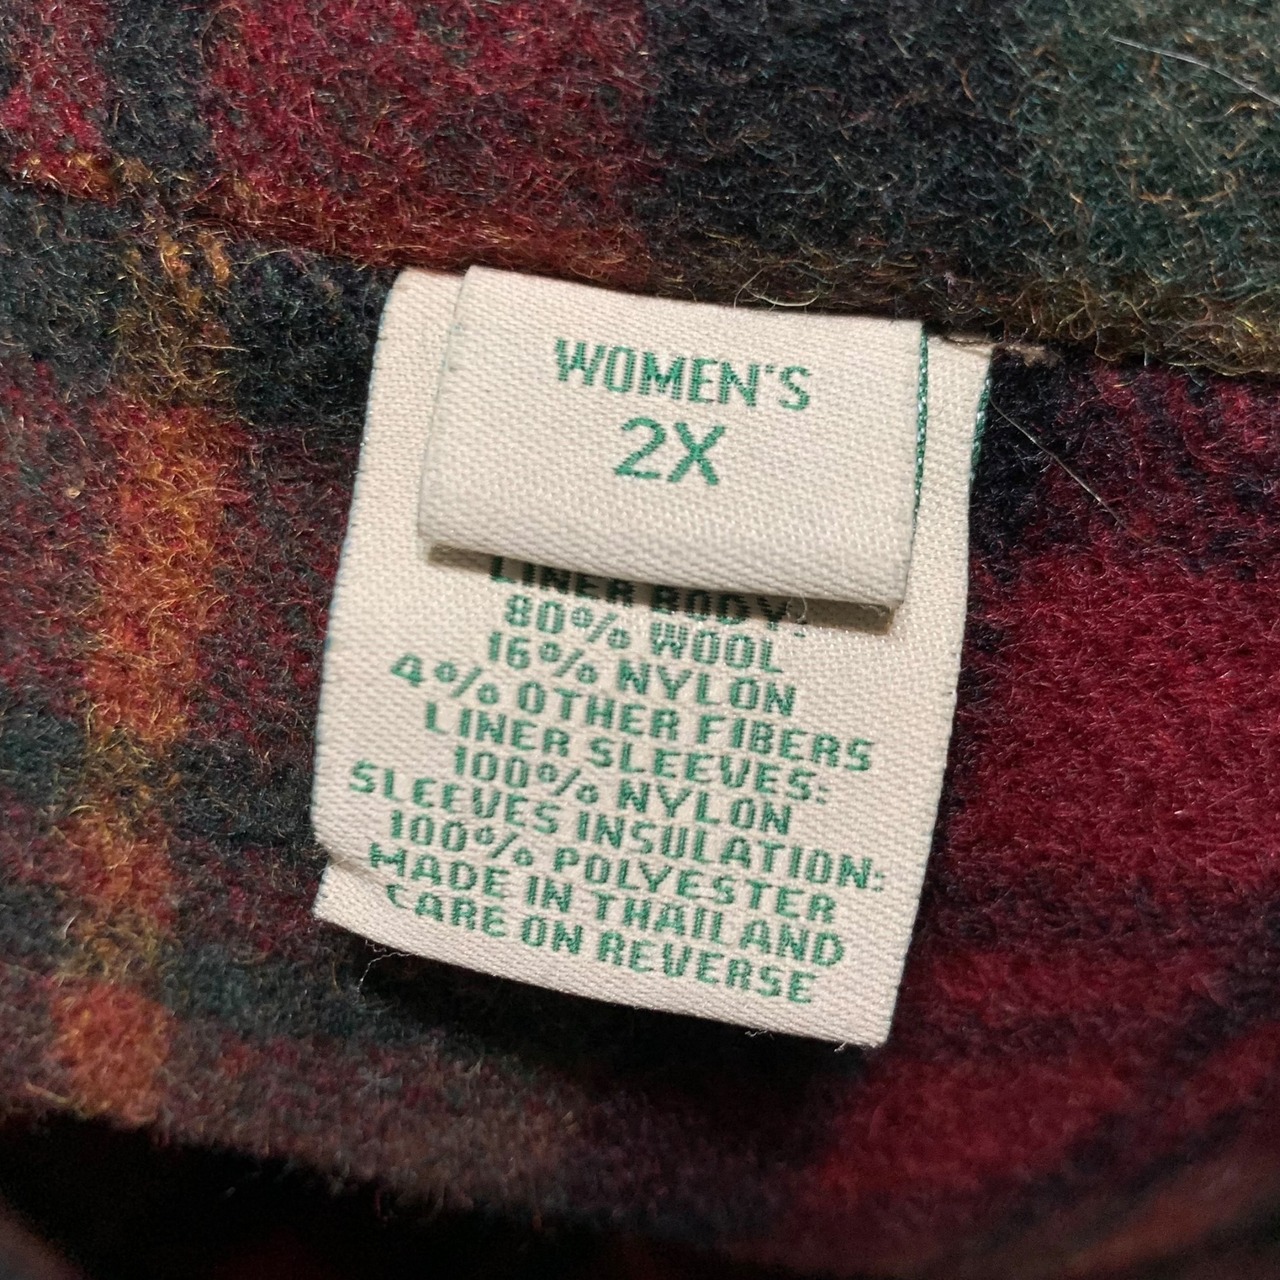 WOMEN'S
2X
LINER BODY:
80% WOOL
16% NYLON
4% OTHER FIBERS
LINER SLEEVES:
100% NYLON
SLEEVES INSULATION:
100% POLYESTER
MADE IN THAILAND
CARE ON REVERSE